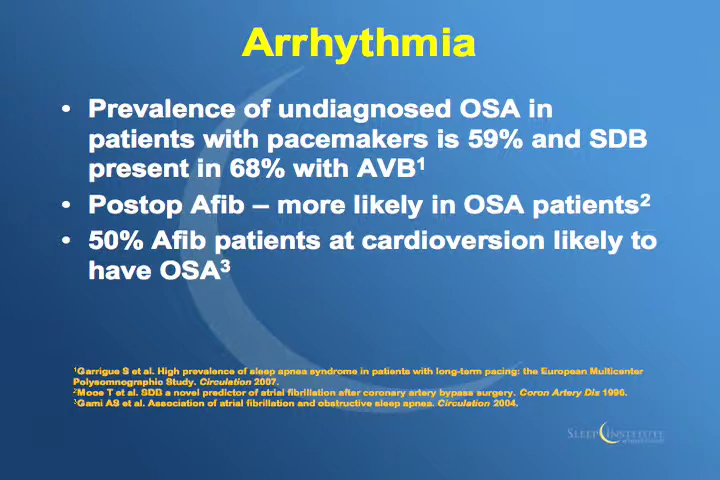 Arrhythmia
• Prevalence of undiagnosed OSA in
patients with pacemakers is 59% and SDB
present in 68% with AVB1
• Postop Afib – more likely in OSA patients2
• 50% Afib patients at cardioversion likely to
have OSA3
1Garrigue S et al. High prevalence of sleep apnea syndrome in patients with long-term pacing: the European Multicenter
Polysomnographic Study. Circulation 2007.
2Mooe T et al. SDB a novel predictor of atrial fibrillation after coronary artery bypass surgery. Coron Artery Dis 1996.
3Gami AS et al. Association of atrial fibrillation and obstructive sleep apnea. Circulation 2004.
SLEEP INSTITUTE